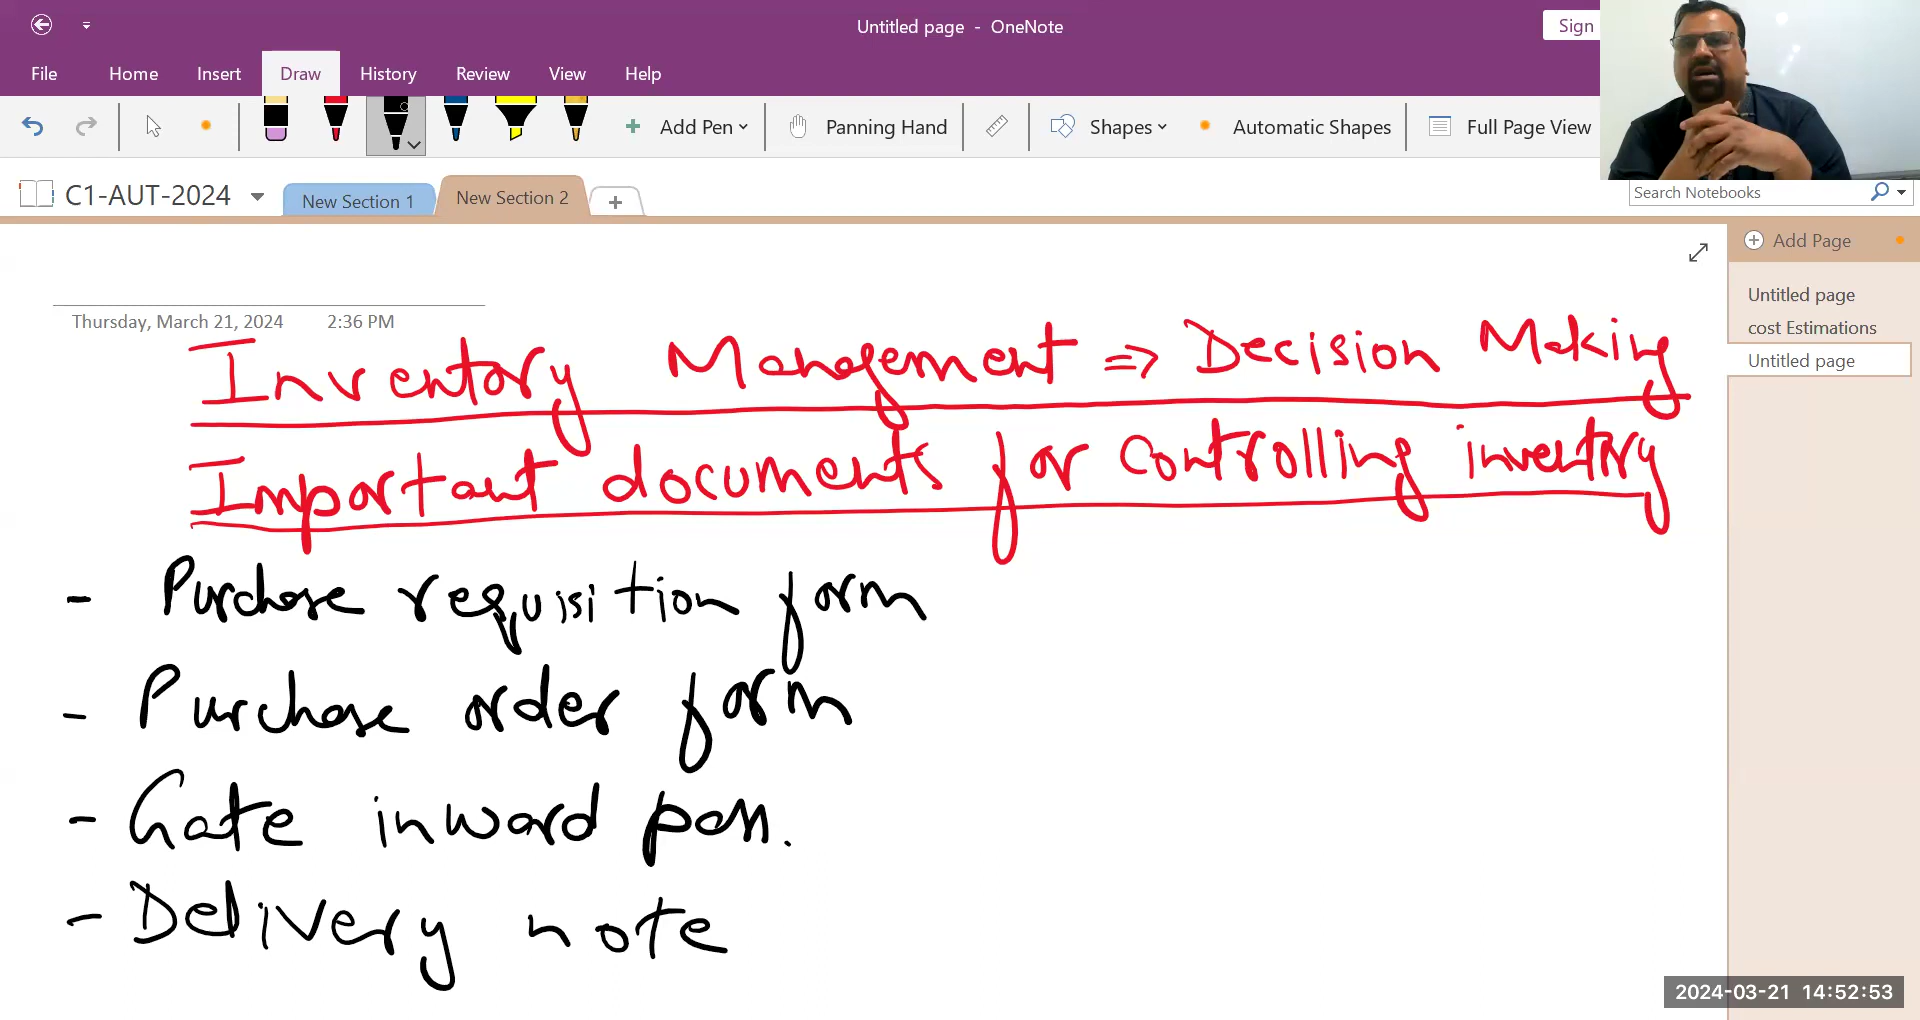 Untitled page - OneNote
Sign
File Home Insert Draw History Review View Help
Add Pen Panning Hand Shapes Automatic Shapes Full Page View
C1-AUT-2024 New Section 1 New Section 2 +
Search Notebooks
Add Page
Untitled page
cost Estimations
Untitled page
Thursday, March 21, 2024 2:36 PM
Inventory Management ⇒ Decision Making
Important documents for controlling inventory
- Purchase requisition form
- Purchase order form
- Gate inward pass.
- Delivery note
2024-03-21 14:52:53